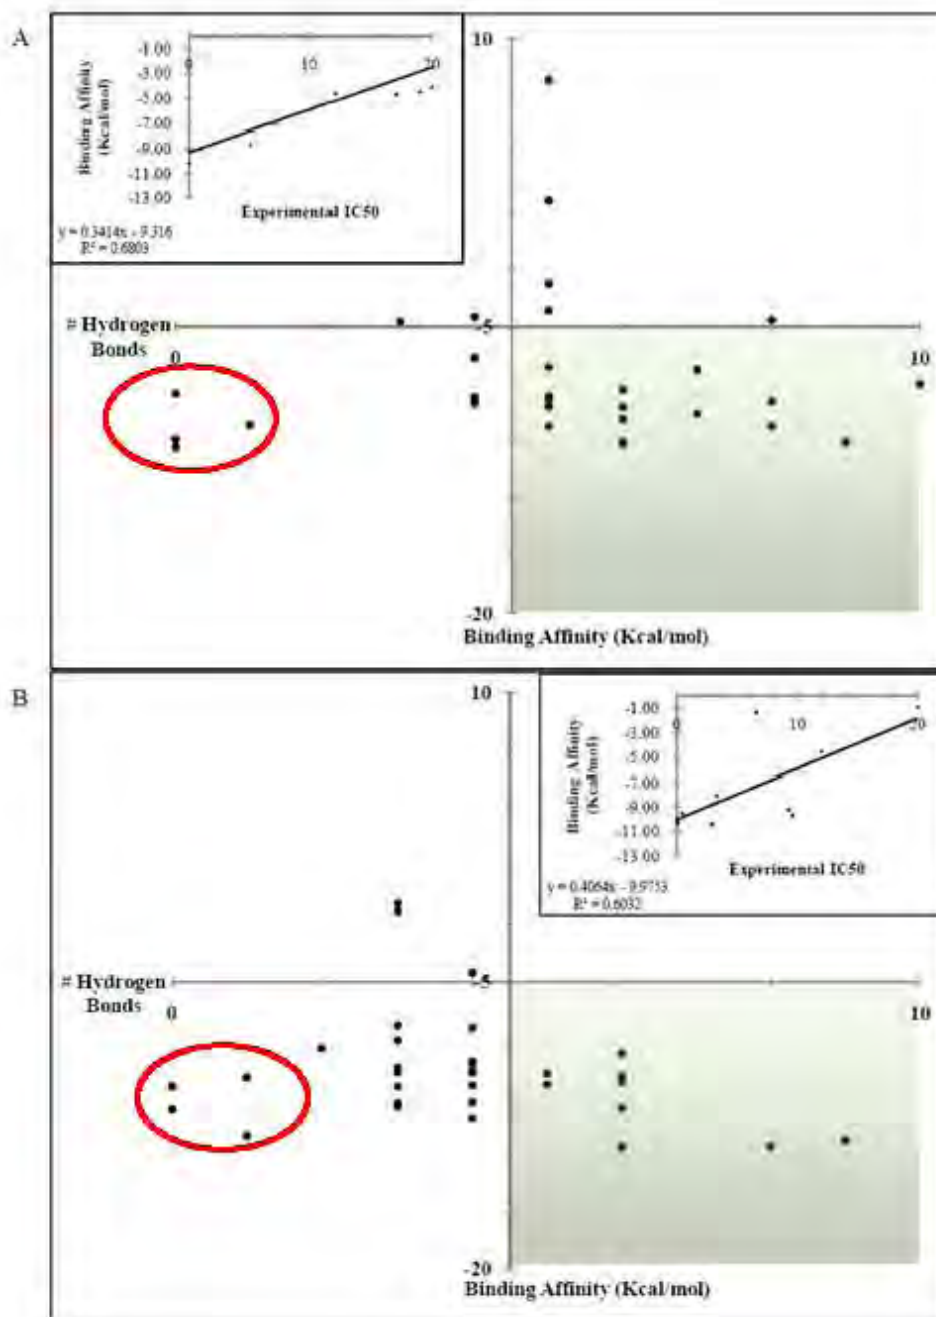 A
-1.00
-3.00
-5.00
-7.00
-9.00
-11.00
-13.00
0
10
20
Binding Affinity
(Kcal/mol)
Experimental IC50
y = 0.3414x - 9.316
R² = 0.6803
10
# Hydrogen
Bonds
0
-5
10
-20
Binding Affinity (Kcal/mol)
B
10
-1.00
-3.00
-5.00
-7.00
-9.00
-11.00
-13.00
0
10
20
Binding Affinity
(Kcal/mol)
Experimental IC50
y = 0.4064x - 9.9753
R² = 0.6032
# Hydrogen
Bonds
0
-5
10
-20
Binding Affinity (Kcal/mol)